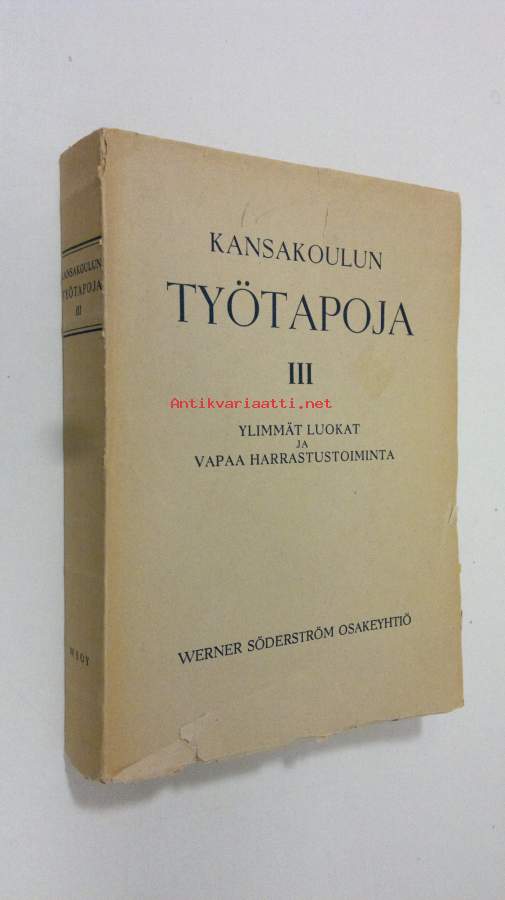 KANSAKOULUN
TYÖTAPOJA
III
WSOY
KANSAKOULUN
TYÖTAPOJA
III
Antikvariaatti.net
YLIMMÄT LUOKAT
JA
VAPAA HARRASTUSTOIMINTA
WERNER SÖDERSTRÖM OSAKEYHTIÖ